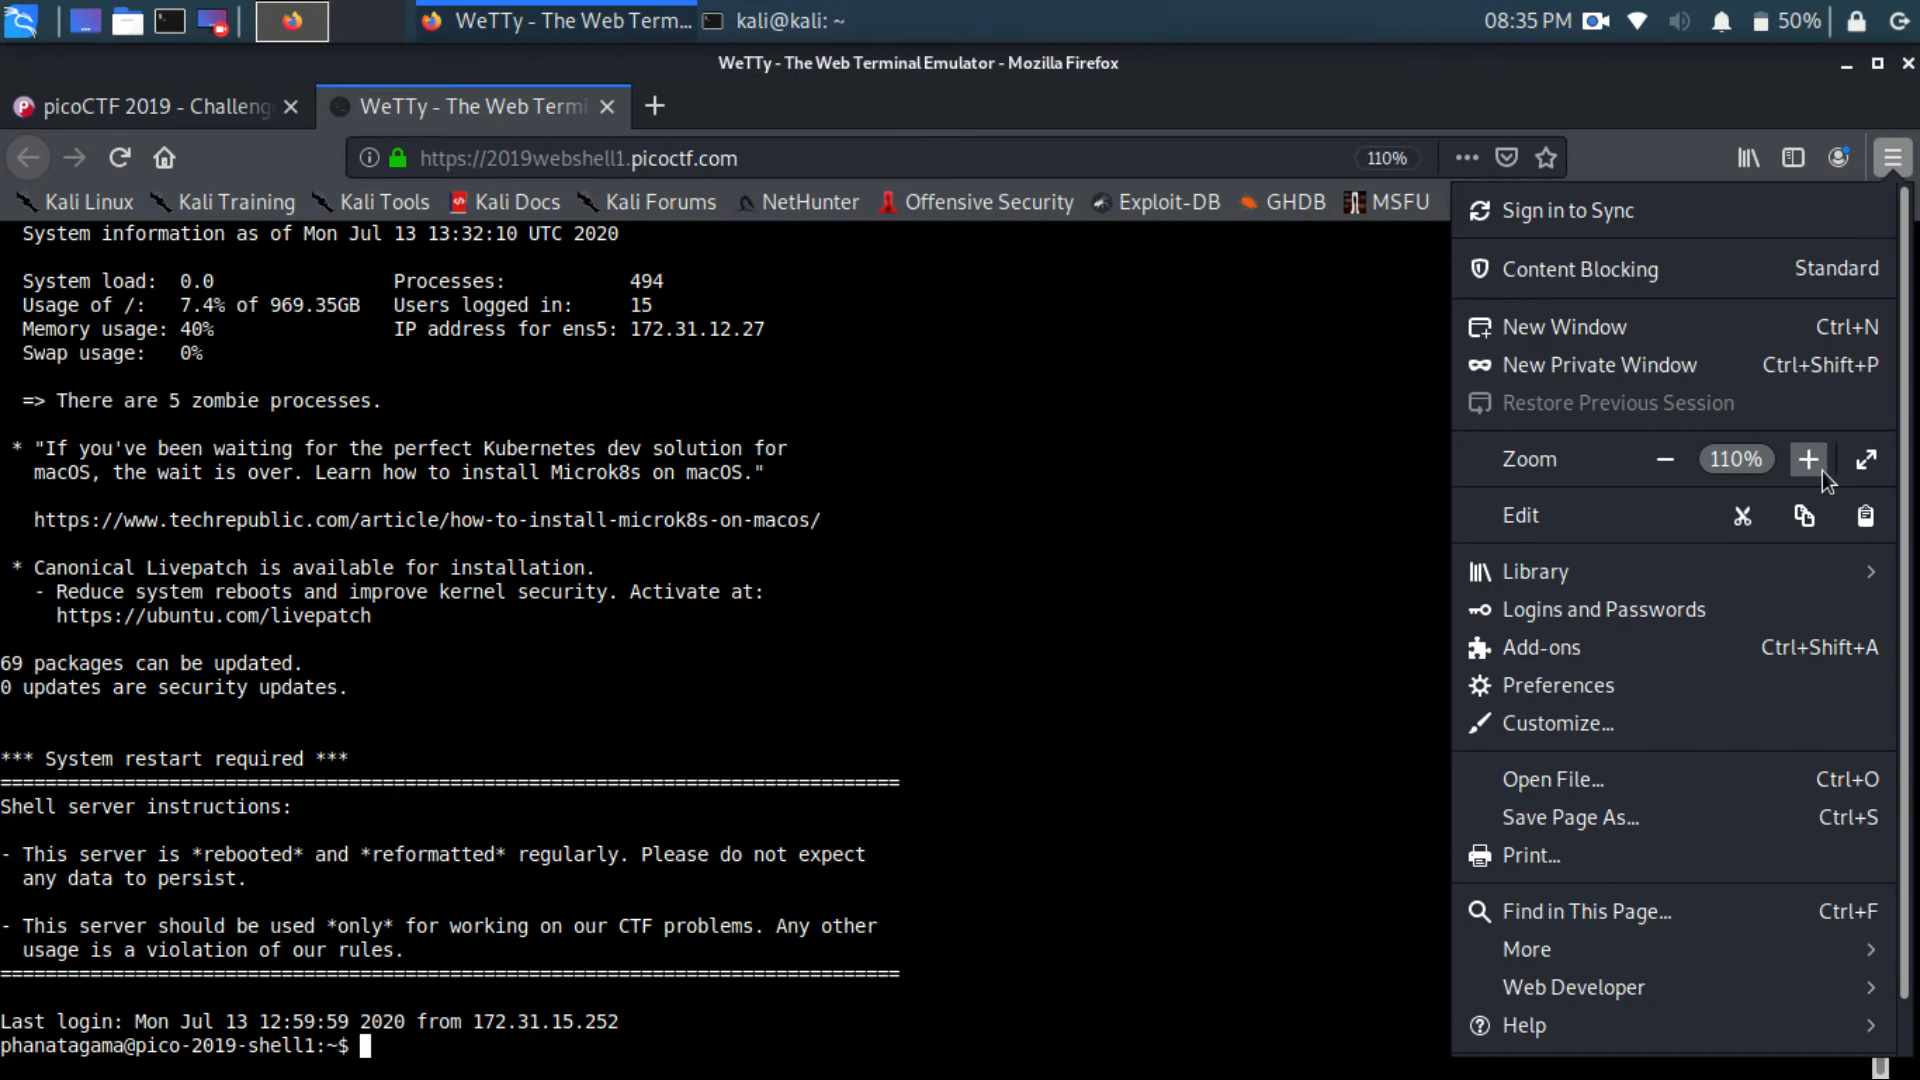 WeTTy - The Web Term...
kali@kali: ~
08:35 PM
50%
WeTTy - The Web Terminal Emulator - Mozilla Firefox
picoCTF 2019 - Challeng
WeTTy - The Web Termi
https://2019webshell1.picoctf.com
110%
Kali Linux
Kali Training
Kali Tools
Kali Docs
Kali Forums
NetHunter
Offensive Security
Exploit-DB
GHDB
MSFU
System information as of Mon Jul 13 13:32:10 UTC 2020
System load: 0.0 Processes: 494
Usage of /: 7.4% of 969.35GB Users logged in: 15
Memory usage: 40% IP address for ens5: 172.31.12.27
Swap usage: 0%
=> There are 5 zombie processes.
* "If you've been waiting for the perfect Kubernetes dev solution for
macOS, the wait is over. Learn how to install Microk8s on macOS."
https://www.techrepublic.com/article/how-to-install-microk8s-on-macos/
* Canonical Livepatch is available for installation.
- Reduce system reboots and improve kernel security. Activate at:
https://ubuntu.com/livepatch
69 packages can be updated.
0 updates are security updates.
*** System restart required ***
================================================================================
Shell server instructions:
- This server is *rebooted* and *reformatted* regularly. Please do not expect
any data to persist.
- This server should be used *only* for working on our CTF problems. Any other
usage is a violation of our rules.
================================================================================
Last login: Mon Jul 13 12:59:59 2020 from 172.31.15.252
phanatagama@pico-2019-shell1:~$
Sign in to Sync
Content Blocking Standard
New Window Ctrl+N
New Private Window Ctrl+Shift+P
Restore Previous Session
Zoom 110%
Edit
Library
Logins and Passwords
Add-ons Ctrl+Shift+A
Preferences
Customize...
Open File... Ctrl+O
Save Page As... Ctrl+S
Print...
Find in This Page... Ctrl+F
More
Web Developer
Help